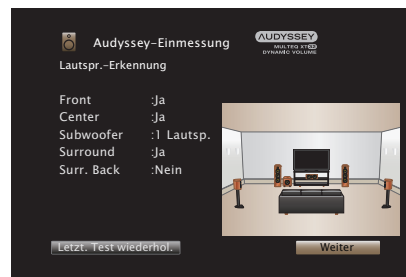 Audyssey-Einmessung
AUDYSSEY
MULTEQ XT32
DYNAMIC VOLUME
Lautspr.-Erkennung
Front :Ja
Center :Ja
Subwoofer :1 Lautsp.
Surround :Ja
Surr. Back :Nein
Letzt. Test wiederhol.
Weiter